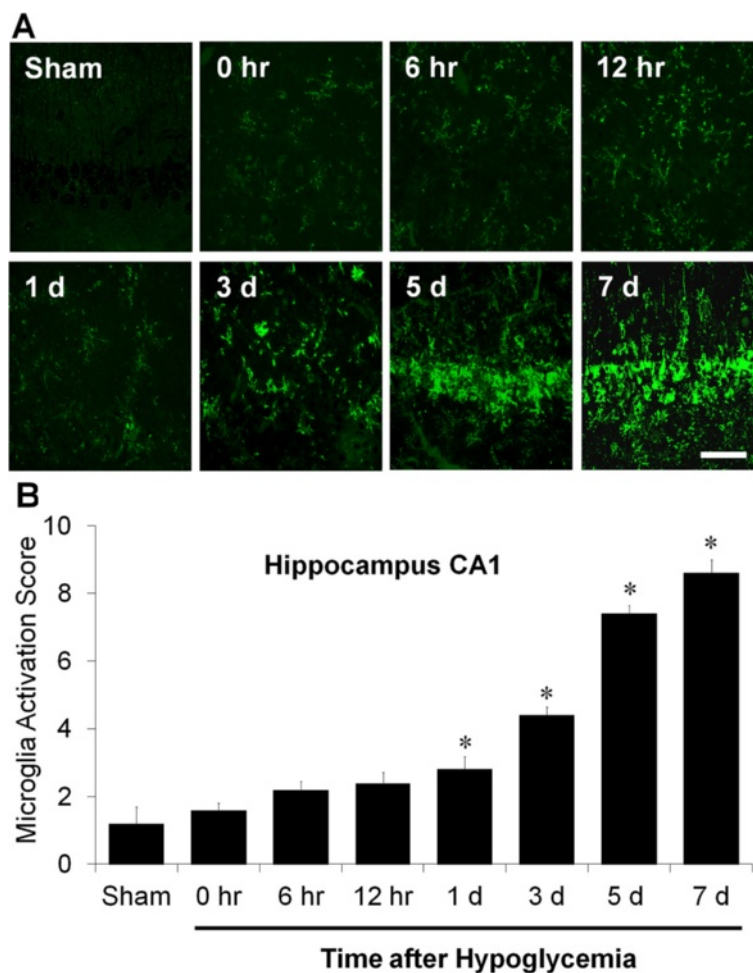 A
Sham
0 hr
6 hr
12 hr
1 d
3 d
5 d
7 d
B
Hippocampus CA1
Microglia Activation Score
10
8
6
4
2
0
*
*
*
*
Sham
0 hr
6 hr
12 hr
1 d
3 d
5 d
7 d
Time after Hypoglycemia